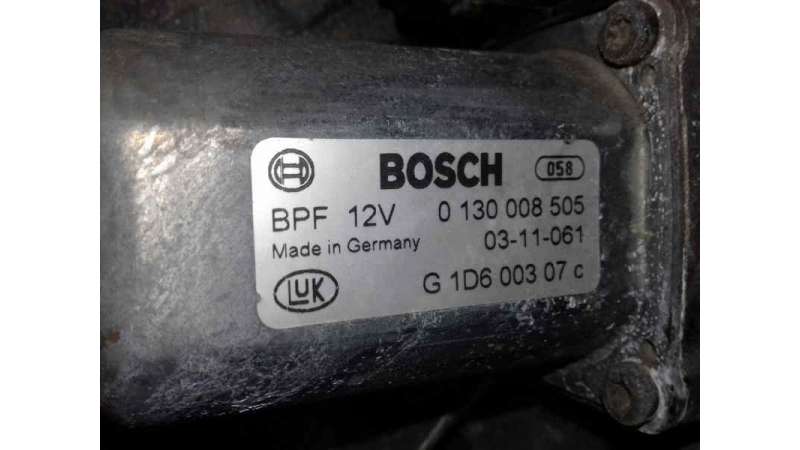 BOSCH 058
BPF 12V 0 130 008 505
Made in Germany 03-11-061
LuK G 1D6 003 07 c